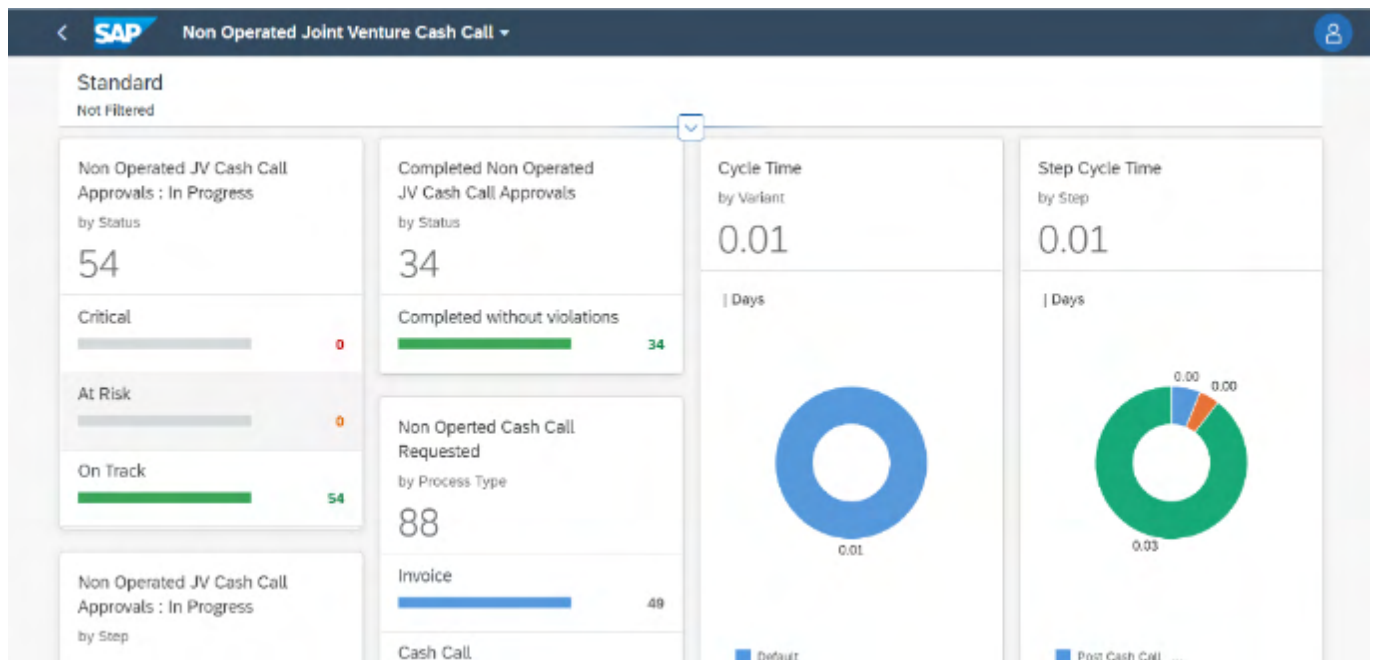 SAP Non Operated Joint Venture Cash Call
Standard
Not Filtered
Non Operated JV Cash Call
Approvals : In Progress
by Status
54
Critical
0
At Risk
0
On Track
54
Non Operated JV Cash Call
Approvals : In Progress
by Step
Completed Non Operated
JV Cash Call Approvals
by Status
34
Completed without violations
34
Non Operted Cash Call
Requested
by Process Type
88
Invoice
49
Cash Call
Cycle Time
by Variant
0.01
| Days
0.01
Default
Step Cycle Time
by Step
0.01
| Days
0.00
0.00
0.03
Post Cash Call